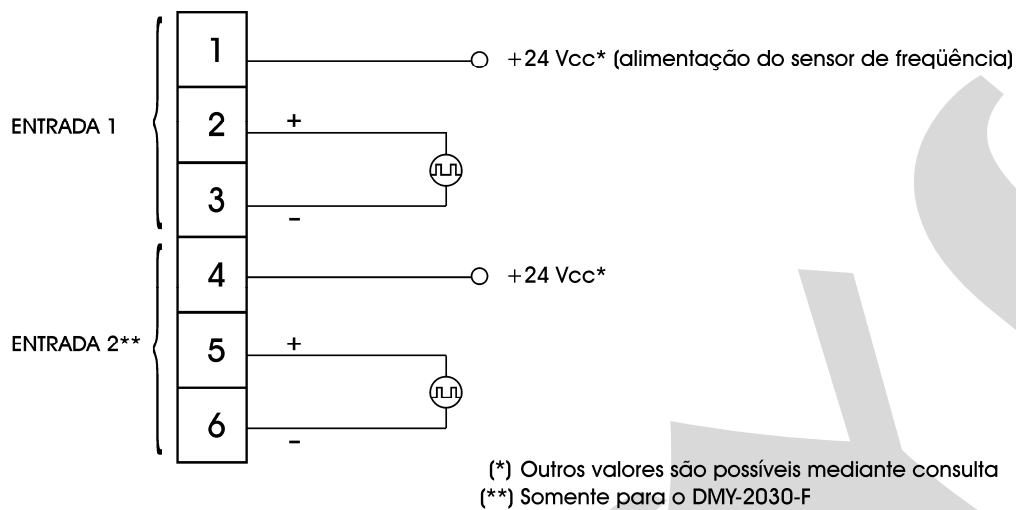 1
+24 Vcc* (alimentação do sensor de freqüência)
ENTRADA 1
2
+
3
-
4
+24 Vcc*
ENTRADA 2**
5
+
6
-
(*) Outros valores são possíveis mediante consulta
(**) Somente para o DMY-2030-F